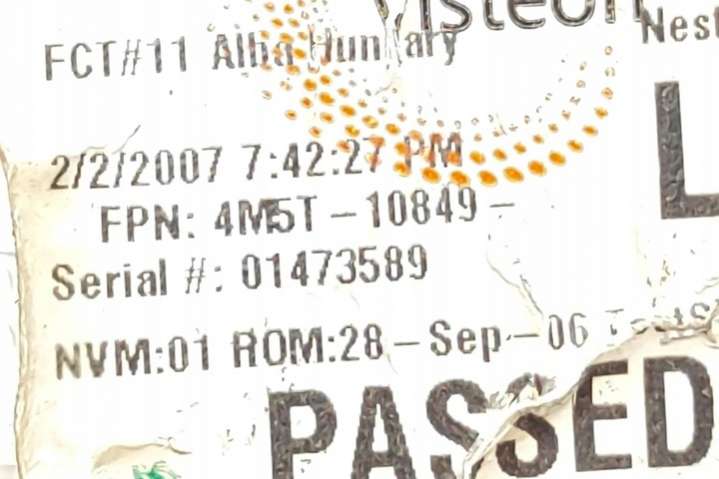 Visteon
FCT#11 Alba Hungary
2/2/2007 7:42:27 PM
FPN: 4M5T-10849-
Serial #: 01473589
NVM:01 ROM:28-Sep-06
PASSED